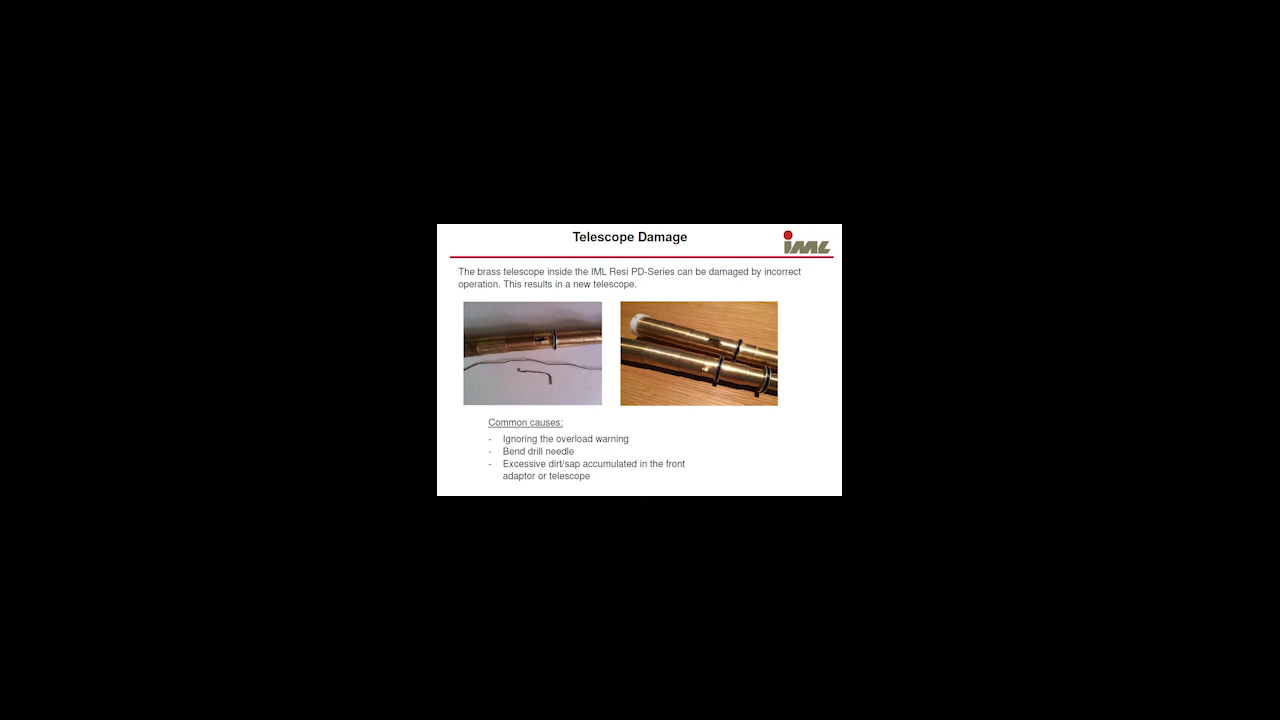 Telescope Damage
iML
The brass telescope inside the IML Resi PD-Series can be damaged by incorrect
operation. This results in a new telescope.
Common causes:
- Ignoring the overload warning
- Bend drill needle
- Excessive dirt/sap accumulated in the front
adaptor or telescope